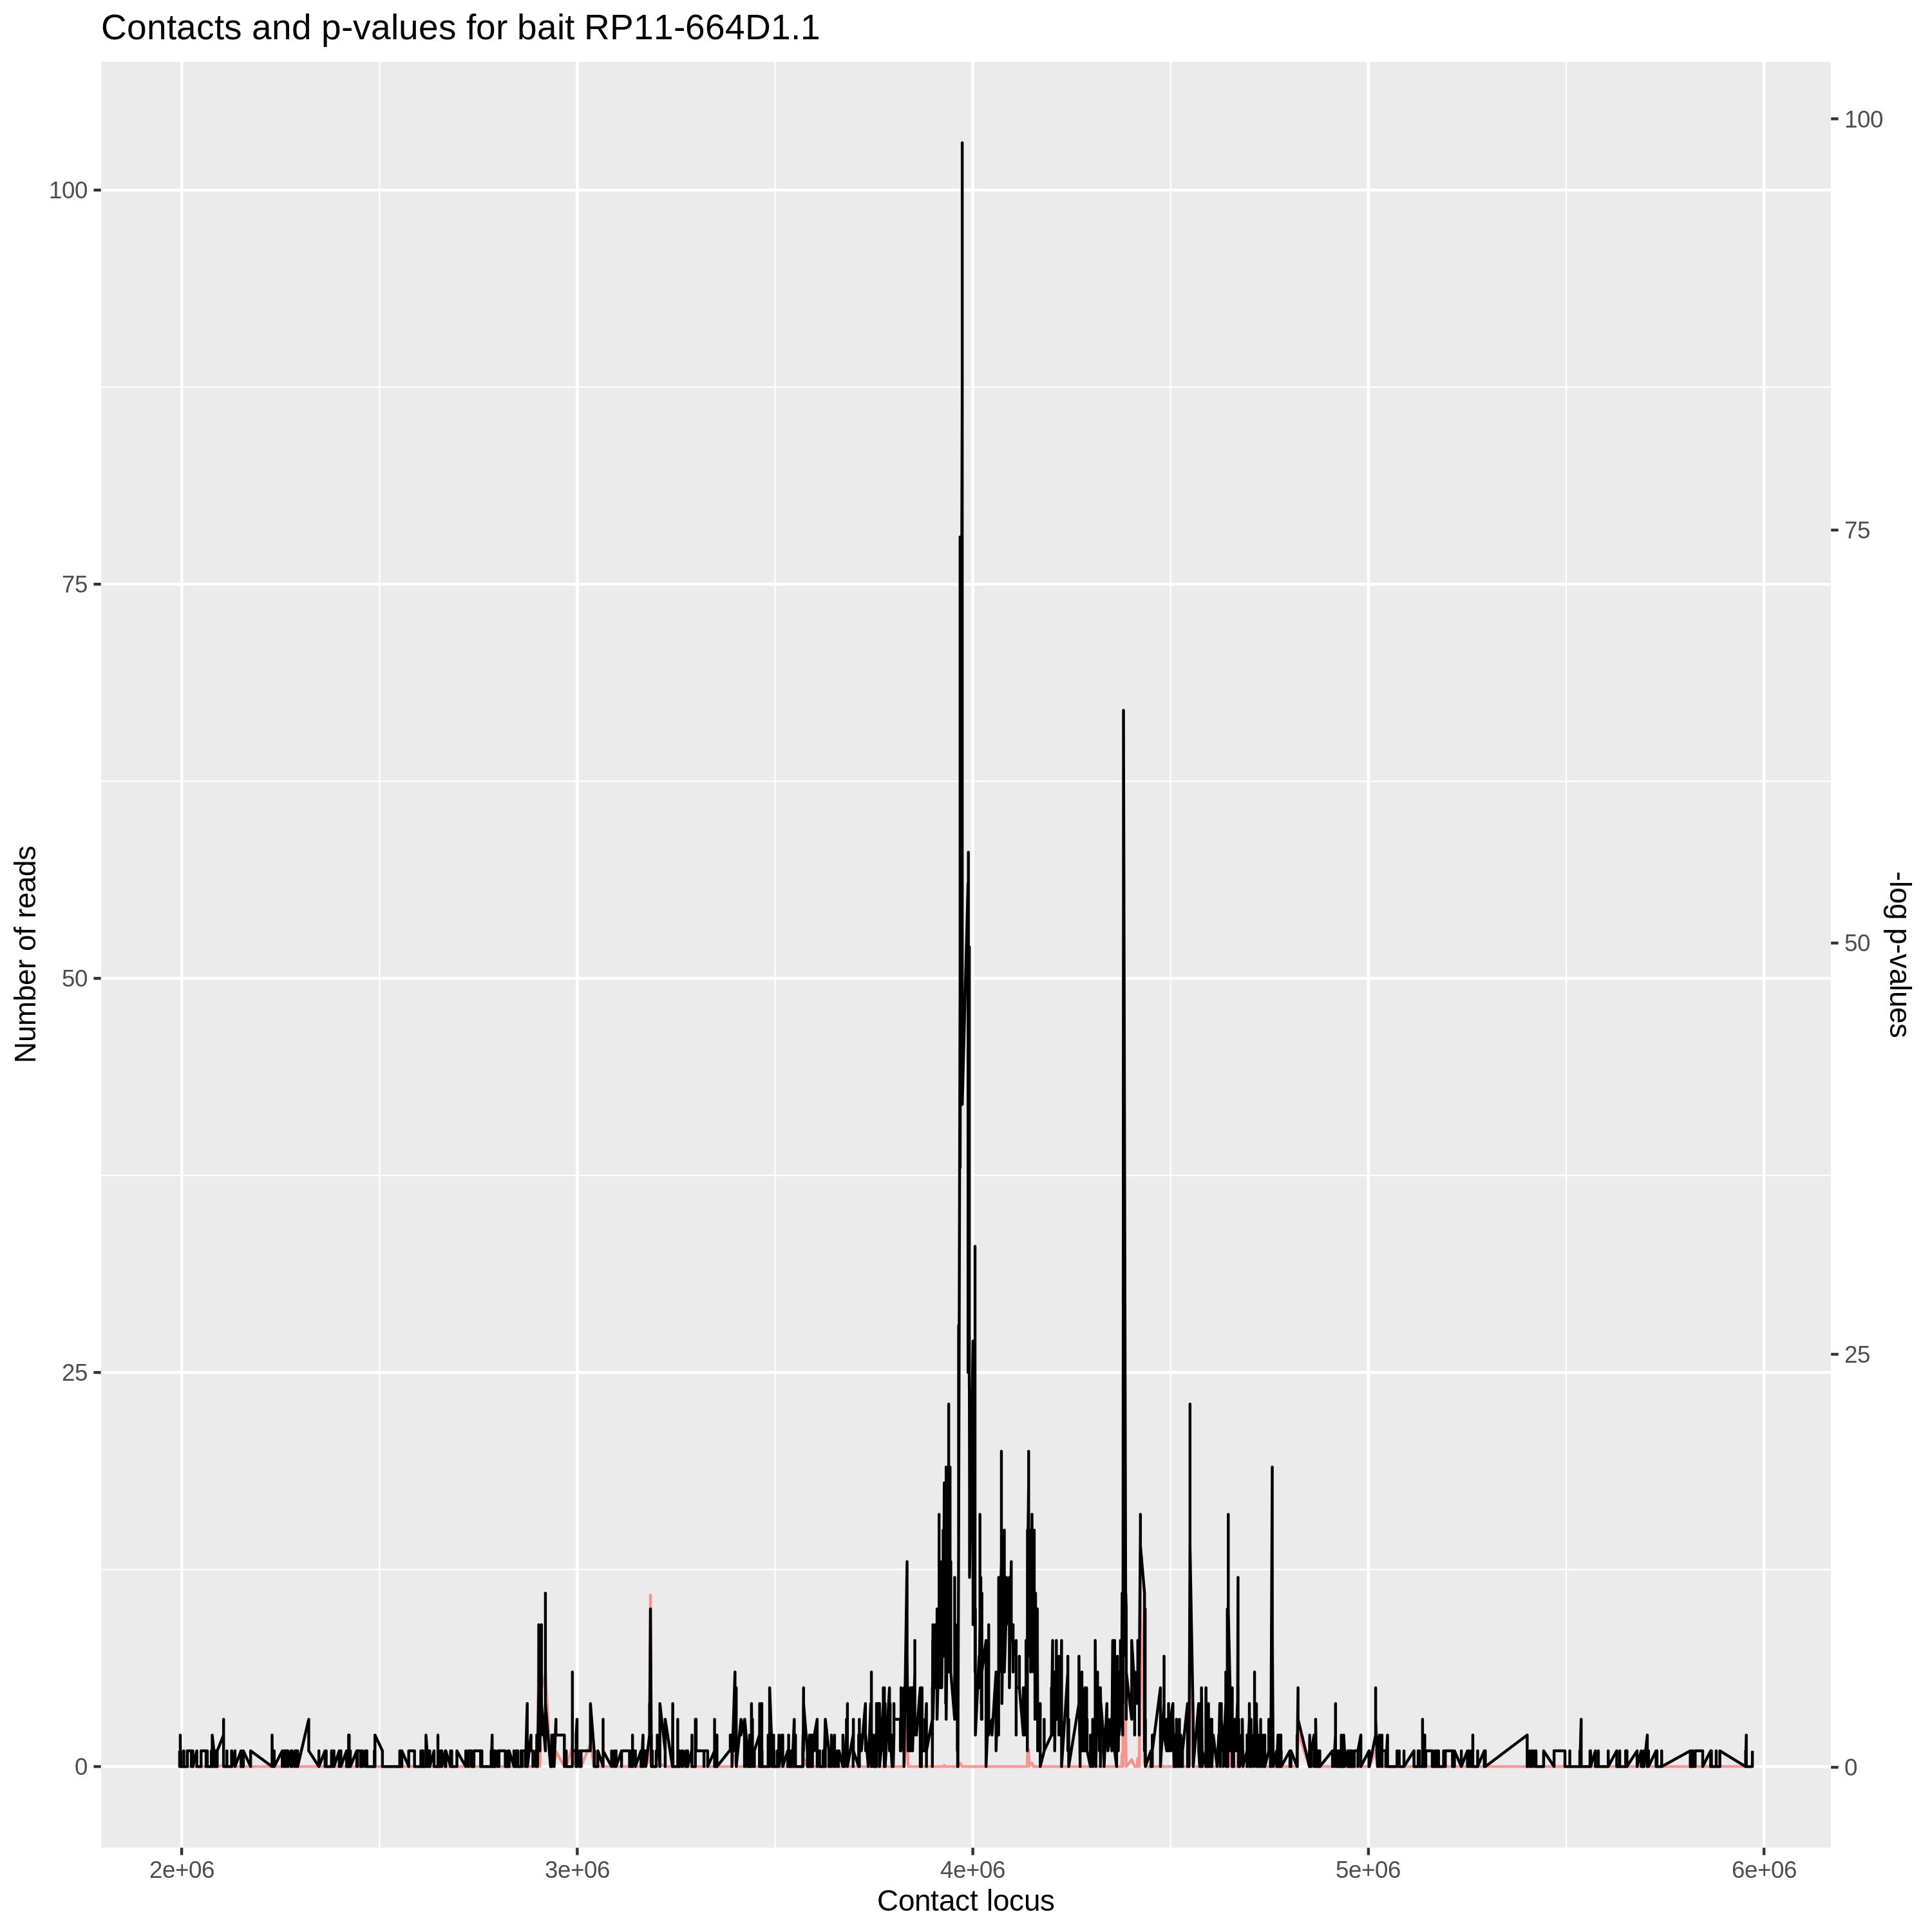 Contacts and p-values for bait RP11-664D1.1
100
75
50
25
0
Number of reads
100
75
50
25
0
-log p-values
2e+06
3e+06
4e+06
5e+06
6e+06
Contact locus